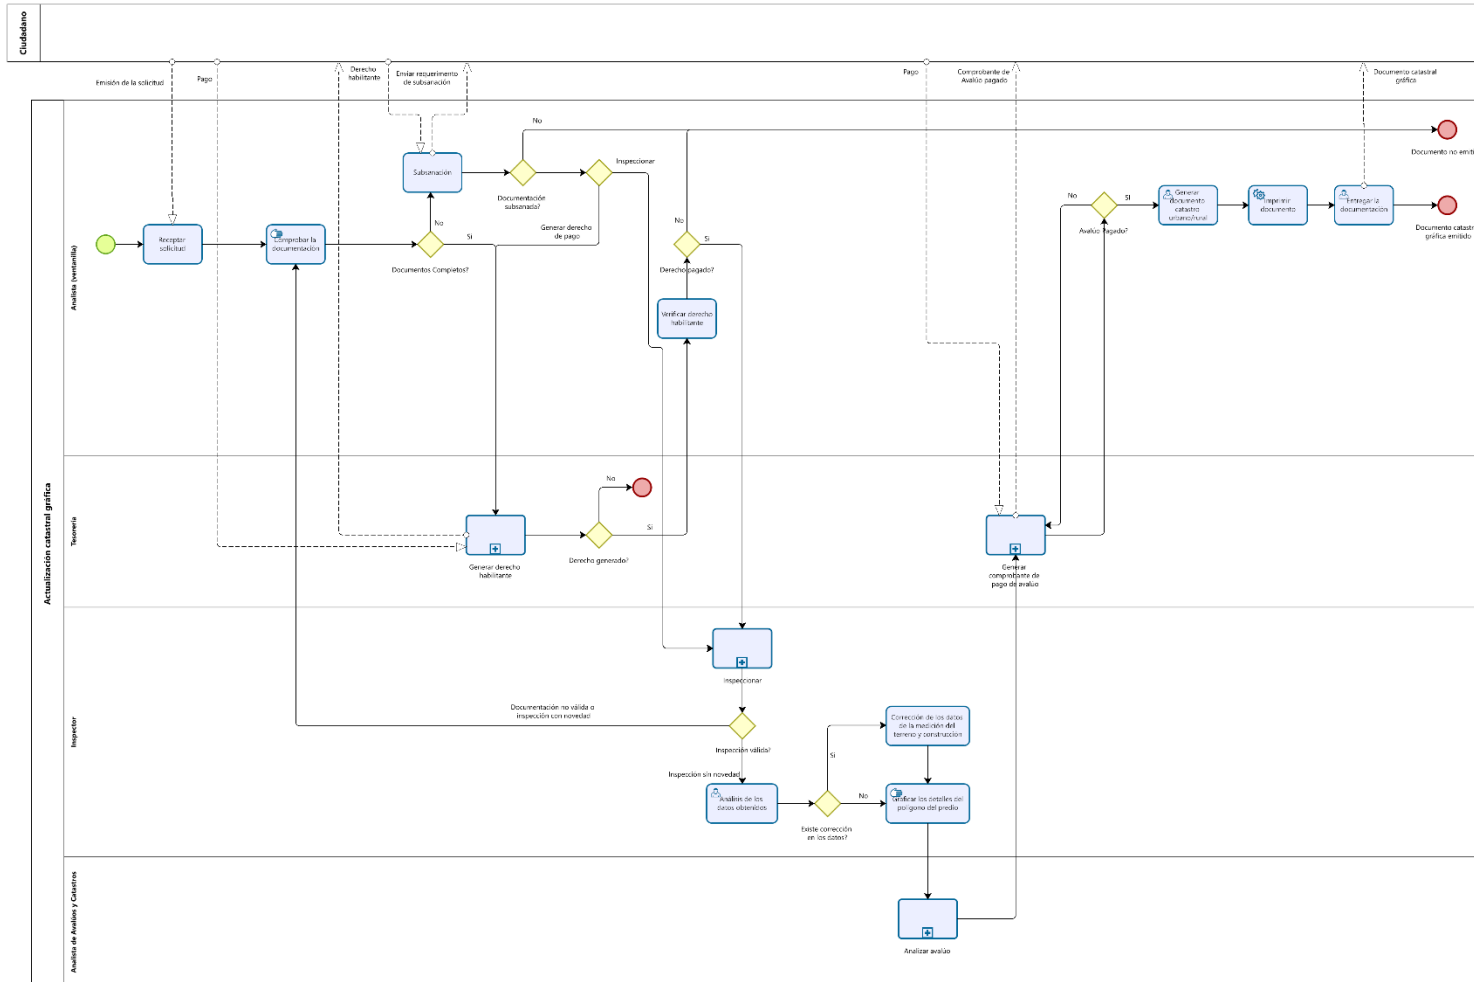 Ciudadano
Emisión de la solicitud
Pago
Derecho
habilitante
Enviar requerimento
de subsanación
Pago
Comprobante de
Avalúo pagado
Documento catastral
gráfica
Actualización catastral gráfica
Analista (ventanilla)
Receptar
solicitud
Comprobar la
documentación
No
Documentos Completos?
Si
Subsanación
No
Documentación
subsanada?
Inspeccionar
Generar derecho
de pago
No
Si
Derecho pagado?
Verificar derecho
habilitante
No
Avalúo Pagado?
Si
Generar
documento
catastro
urbano/rural
Imprimir
documento
Entregar la
documentación
Documento no emiti
Documento catastr
gráfica emitido
Tesorería
Generar derecho
habilitante
No
Derecho generado?
Si
Generar
comprobante de
pago de avalúo
Inspector
Inspeccionar
Documentación no válida o
inspección con novedad
Inspección válida?
Inspección sin novedad
Análisis de los
datos obtenidos
Si
No
Existe corrección
en los datos?
Corrección de los datos
de la medición del
terreno y construcción
Graficar los detalles del
polígono del predio
Analista de Avalúos y Catastros
Analizar avalúo